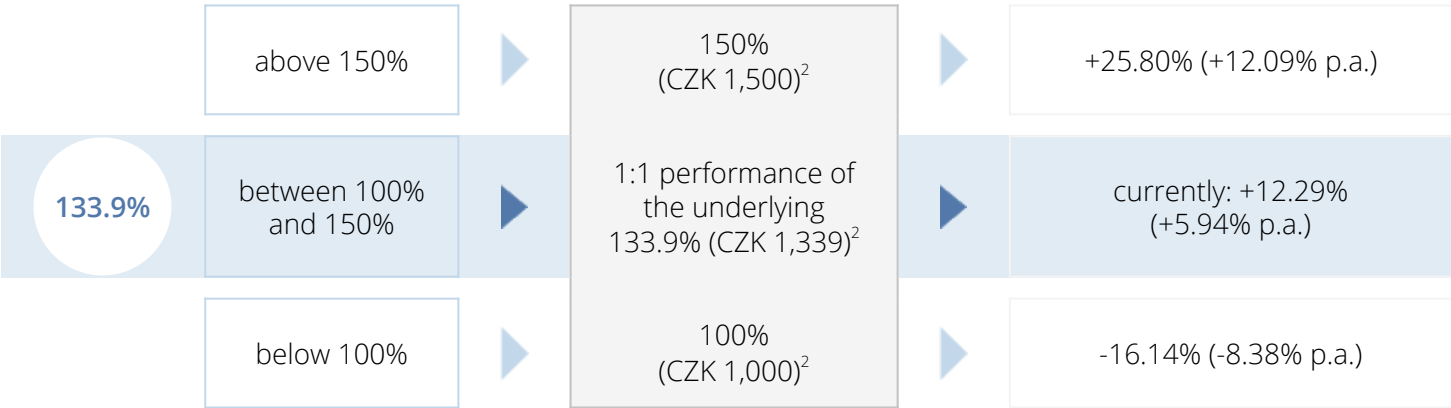 above 150%
150%
(CZK 1,500)²
+25.80% (+12.09% p.a.)
133.9%
between 100%
and 150%
1:1 performance of
the underlying
133.9% (CZK 1,339)²
currently: +12.29%
(+5.94% p.a.)
below 100%
100%
(CZK 1,000)²
-16.14% (-8.38% p.a.)